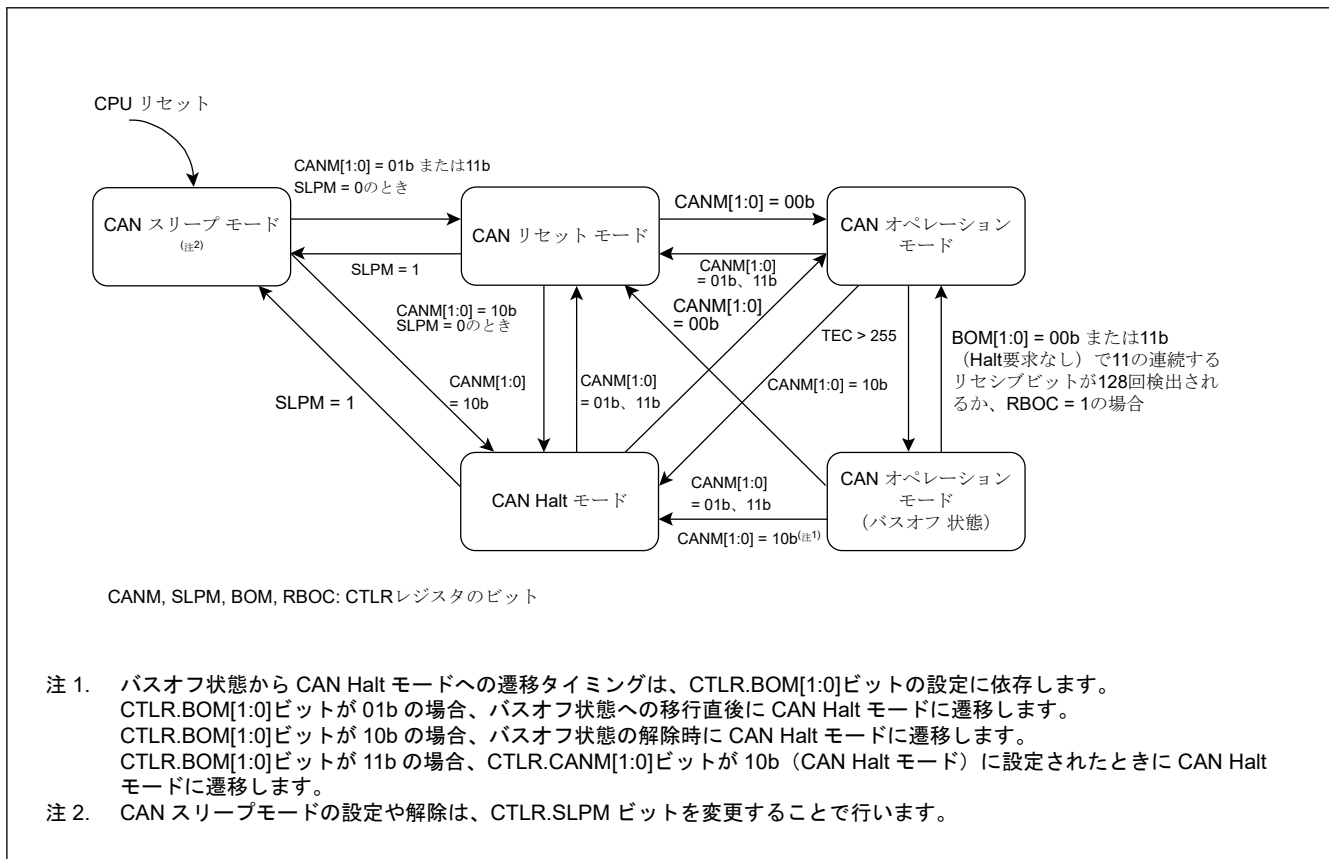 CPU リセット
CANM[1:0] = 01b または11b
SLPM = 0のとき
CAN スリープ モード
(注2)
SLPM = 1
CAN リセット モード
CANM[1:0] = 00b
CAN オペレーション
モード
CANM[1:0]
= 01b、11b
CANM[1:0]
= 00b
CANM[1:0] = 10b
SLPM = 0のとき
TEC > 255
BOM[1:0] = 00b または11b
（Halt要求なし）で11の連続する
リセシブビットが128回検出され
るか、RBOC = 1の場合
SLPM = 1
CANM[1:0]
= 10b
CANM[1:0]
= 01b、11b
CANM[1:0] = 10b
CAN Halt モード
CANM[1:0]
= 01b、11b
CANM[1:0] = 10b(注1)
CAN オペレーション
モード
（バスオフ 状態）
CANM, SLPM, BOM, RBOC: CTLRレジスタのビット
注 1. バスオフ状態から CAN Halt モードへの遷移タイミングは、CTLR.BOM[1:0]ビットの設定に依存します。
CTLR.BOM[1:0]ビットが 01b の場合、バスオフ状態への移行直後に CAN Halt モードに遷移します。
CTLR.BOM[1:0]ビットが 10b の場合、バスオフ状態の解除時に CAN Halt モードに遷移します。
CTLR.BOM[1:0]ビットが 11b の場合、CTLR.CANM[1:0]ビットが 10b（CAN Halt モード）に設定されたときに CAN Halt
モードに遷移します。
注 2. CAN スリープモードの設定や解除は、CTLR.SLPM ビットを変更することで行います。